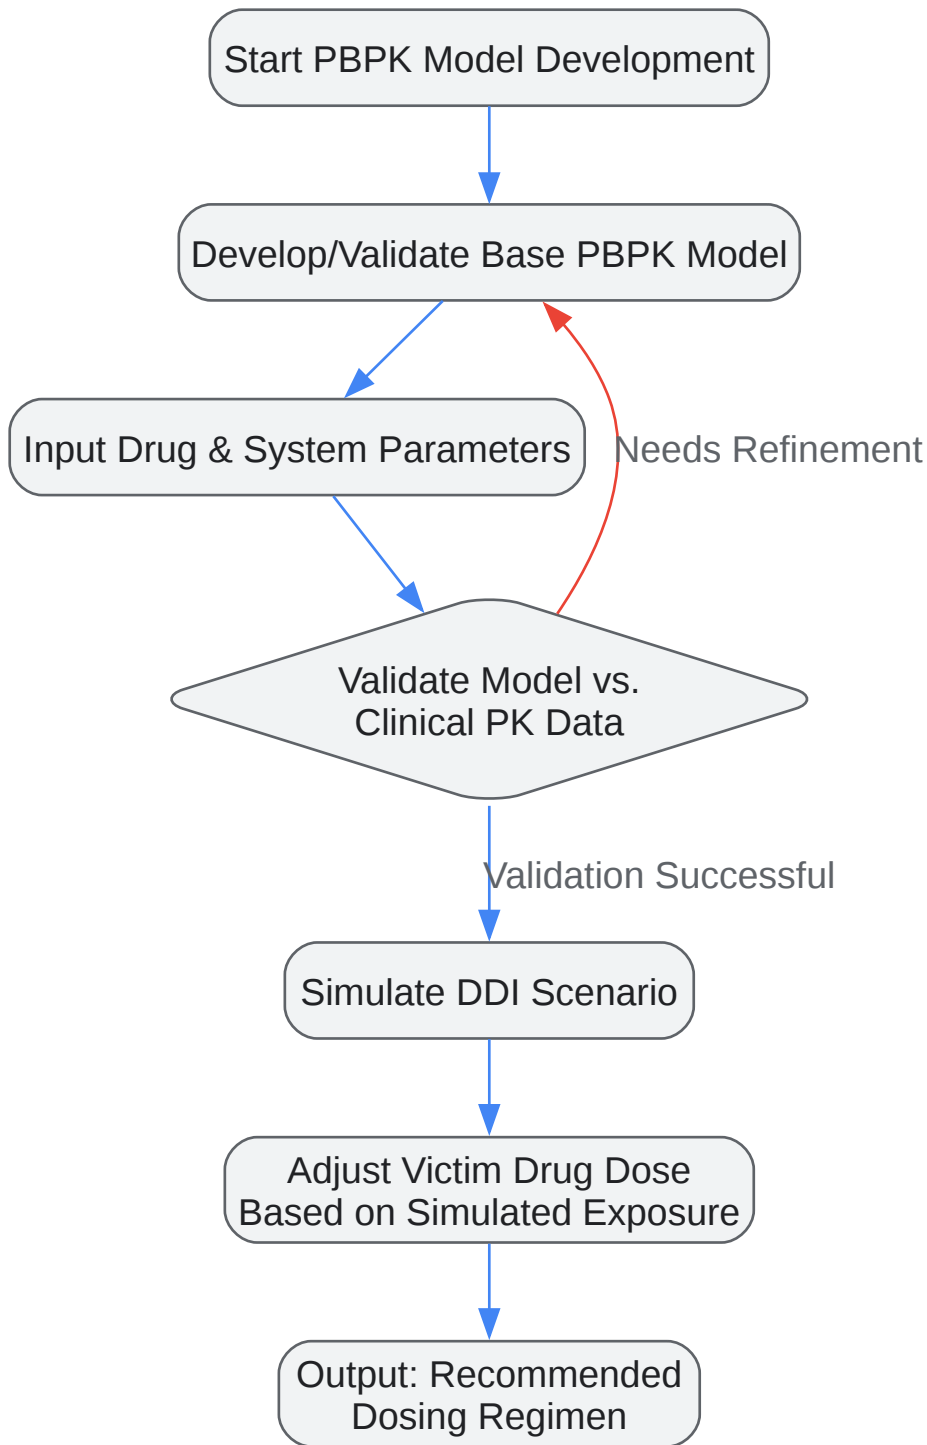 Start PBPK Model Development
Develop/Validate Base PBPK Model
Input Drug & System Parameters
Needs Refinement
Validate Model vs.
Clinical PK Data
Validation Successful
Simulate DDI Scenario
Adjust Victim Drug Dose
Based on Simulated Exposure
Output: Recommended
Dosing Regimen